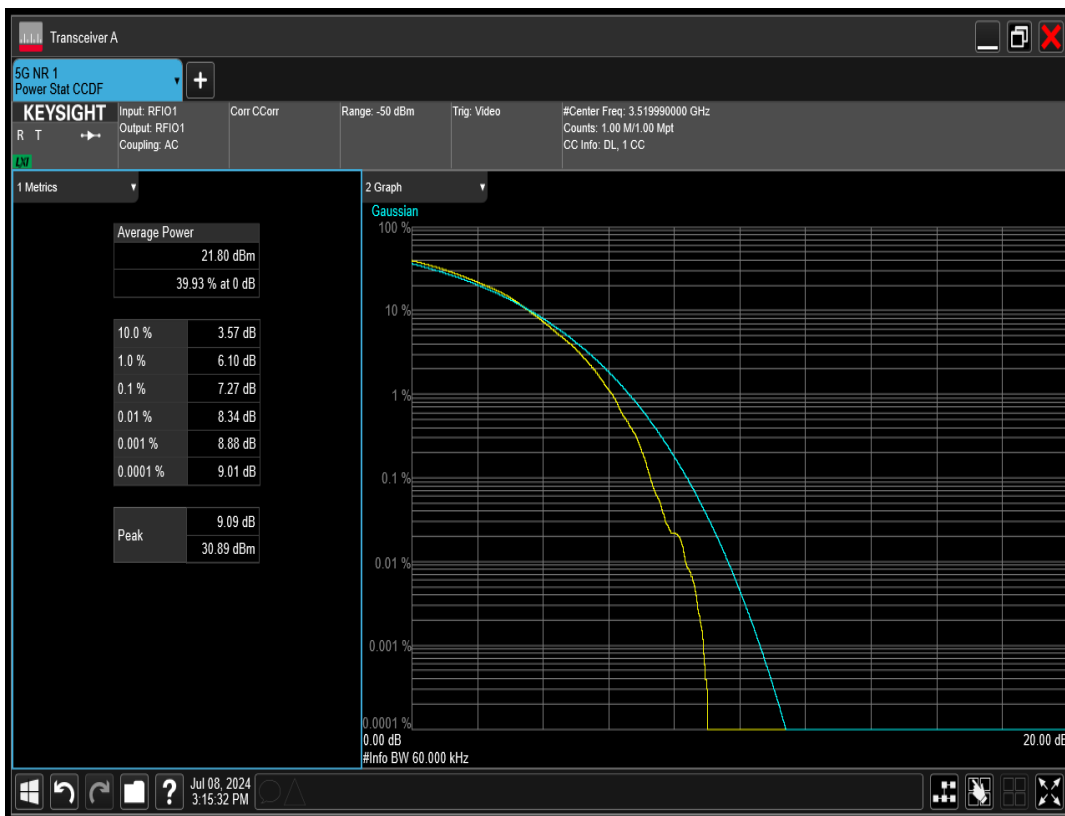 Transceiver A
5G NR 1
Power Stat CCDF
+
KEYSIGHT
R T
LXI
Input: RFIO1
Output: RFIO1
Coupling: AC
Corr CCorr
Range: -50 dBm
Trig: Video
#Center Freq: 3.519990000 GHz
Counts: 1.00 M/1.00 Mpt
CC Info: DL, 1 CC
1 Metrics
Average Power
21.80 dBm
39.93 % at 0 dB
10.0 % 3.57 dB
1.0 % 6.10 dB
0.1 % 7.27 dB
0.01 % 8.34 dB
0.001 % 8.88 dB
0.0001 % 9.01 dB
Peak
9.09 dB
30.89 dBm
2 Graph
Gaussian
100 %
10 %
1 %
0.1 %
0.01 %
0.001 %
0.0001 %
0.00 dB 20.00 dB
#Info BW 60.000 kHz
?
Jul 08, 2024
3:15:32 PM